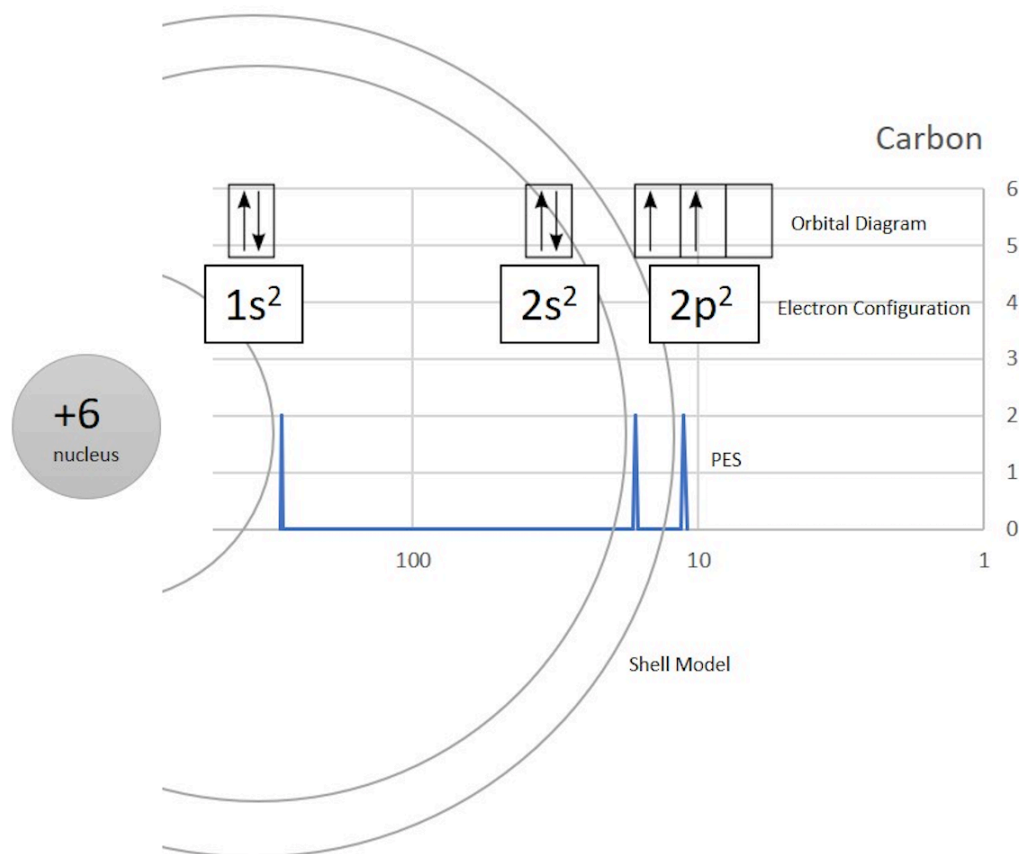 Carbon
6
Orbital Diagram
5
1s²
2s²
2p²
4
Electron Configuration
3
+6
nucleus
2
PES
1
0
100
10
1
Shell Model